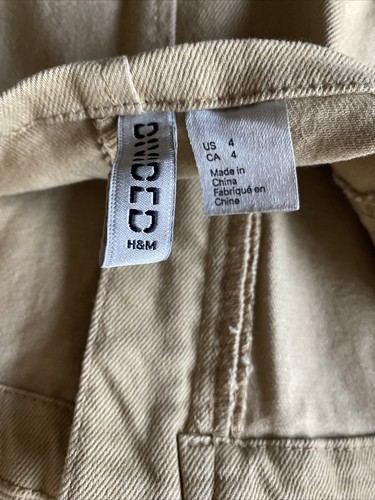 DIVIDED
H&M
US 4
CA 4
Made in
China
Fabriqué en
Chine